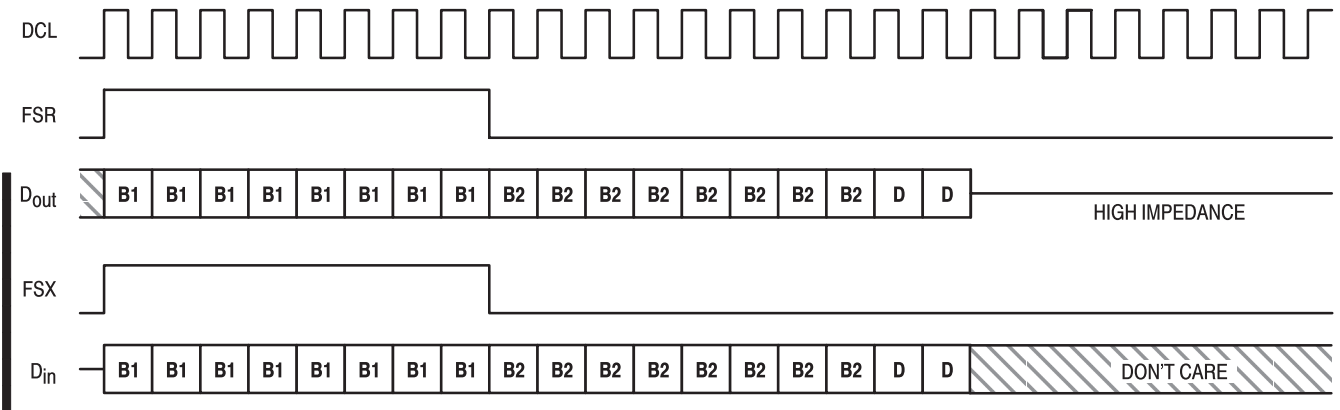 DCL
FSR
Dout B1 B1 B1 B1 B1 B1 B1 B1 B2 B2 B2 B2 B2 B2 B2 B2 D D
HIGH IMPEDANCE
FSX
Din B1 B1 B1 B1 B1 B1 B1 B1 B2 B2 B2 B2 B2 B2 B2 B2 D D DON'T CARE